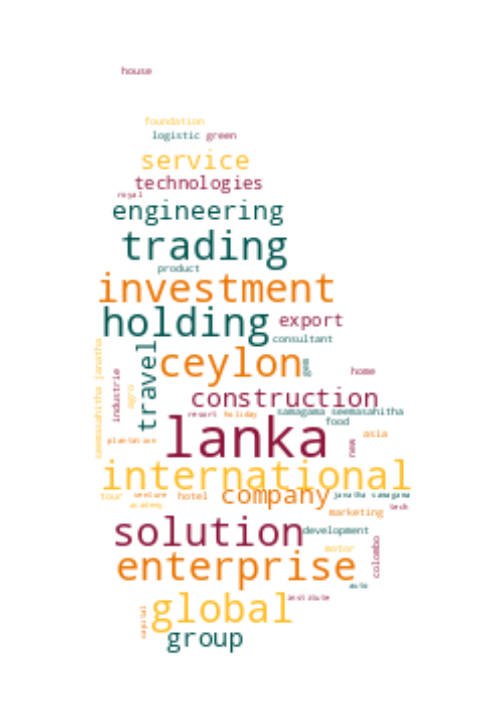 house
foundation
logistic green
service
technologies
royal
engineering
trading
product
investment
holding export
consultant
travel
ceylon
gem
seemasahitha janatha
industrie
agro
home
construction
resort holiday samagama seemasahitha
food
lanka
asia
plantation
new
international
tour venture hotel company janatha samagama
academy
tech
marketing
solution development
colombo
motor
enterprise
auto
global institute
capital
group